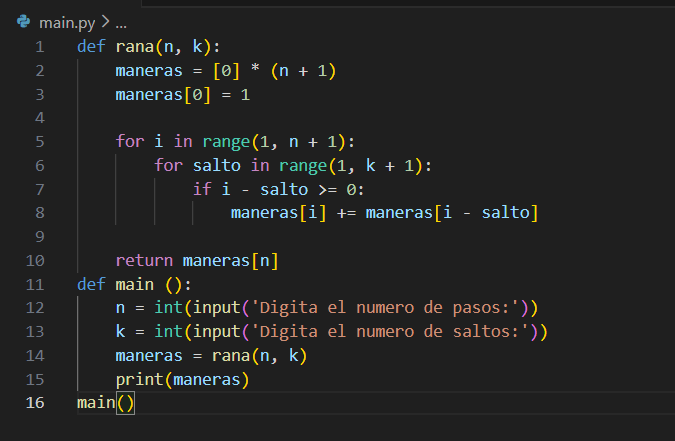 main.py > ...
1 def rana(n, k):
2     maneras = [0] * (n + 1)
3     maneras[0] = 1
4
5     for i in range(1, n + 1):
6         for salto in range(1, k + 1):
7             if i - salto >= 0:
8                 maneras[i] += maneras[i - salto]
9
10     return maneras[n]
11 def main ():
12     n = int(input('Digita el numero de pasos:'))
13     k = int(input('Digita el numero de saltos:'))
14     maneras = rana(n, k)
15     print(maneras)
16 main()